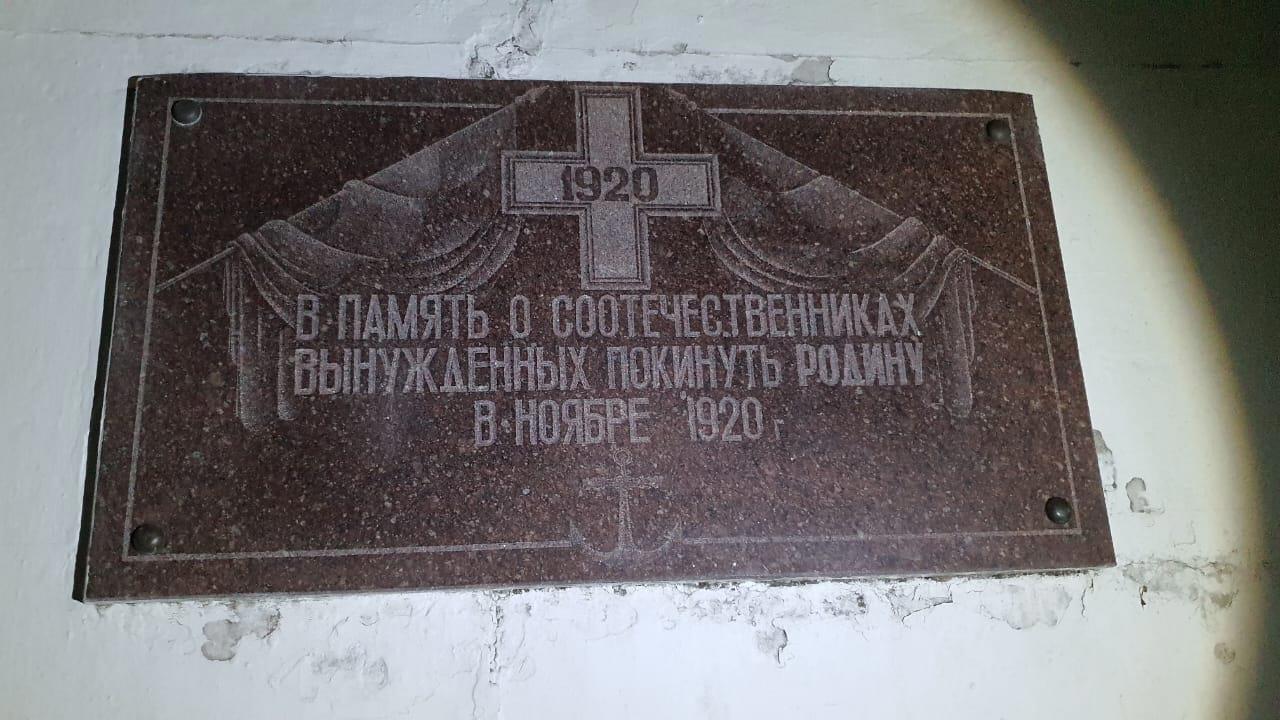 1920
В ПАМЯТЬ О СООТЕЧЕСТВЕННИКАХ
ВЫНУЖДЕННЫХ ПОКИНУТЬ РОДИНУ
В НОЯБРЕ 1920 г